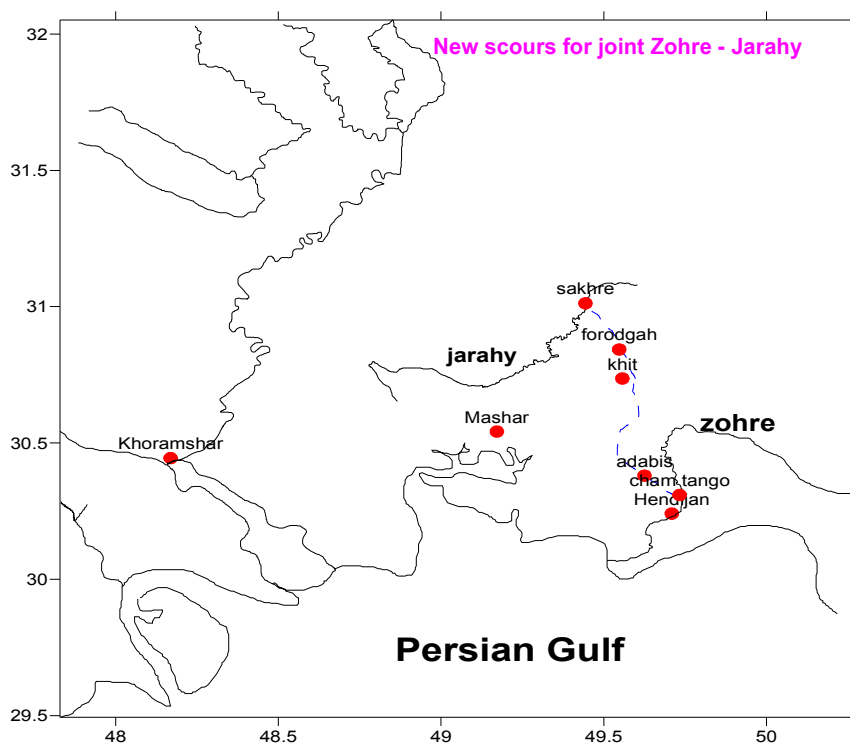 32
New scours for joint Zohre - Jarahy
31.5
31
sakhre
forodgah
jarahy
khit
Mashar
zohre
30.5
Khoramshar
adabis
cham tango
Hendijan
30
Persian Gulf
29.5
48
48.5
49
49.5
50